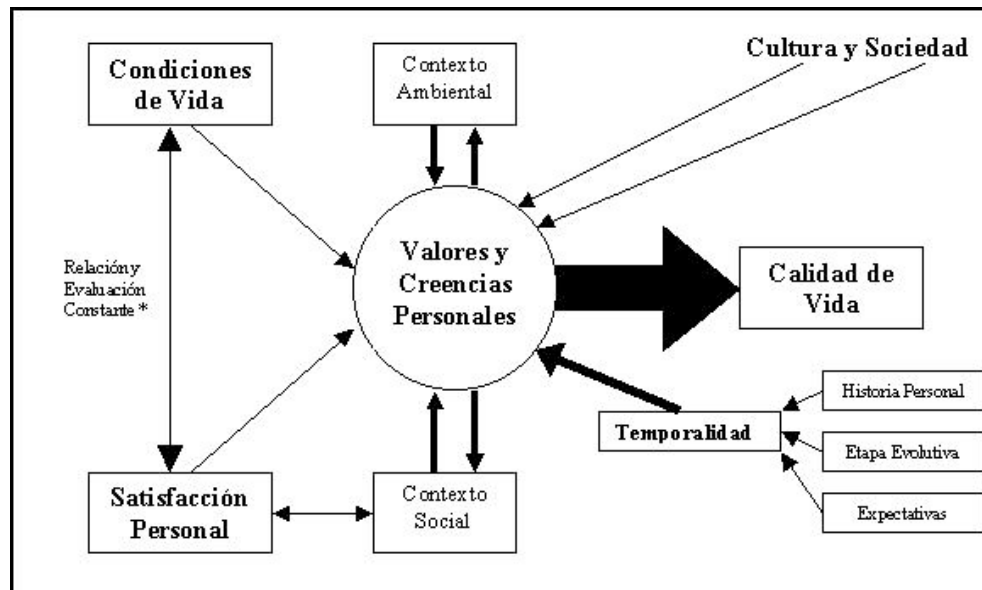 Condiciones
de Vida
Contexto
Ambiental
Cultura y Sociedad
Relación y
Evaluación
Constante *
Valores y
Creencias
Personales
Calidad de
Vida
Temporalidad
Historia Personal
Etapa Evolutiva
Expectativas
Satisfacción
Personal
Contexto
Social